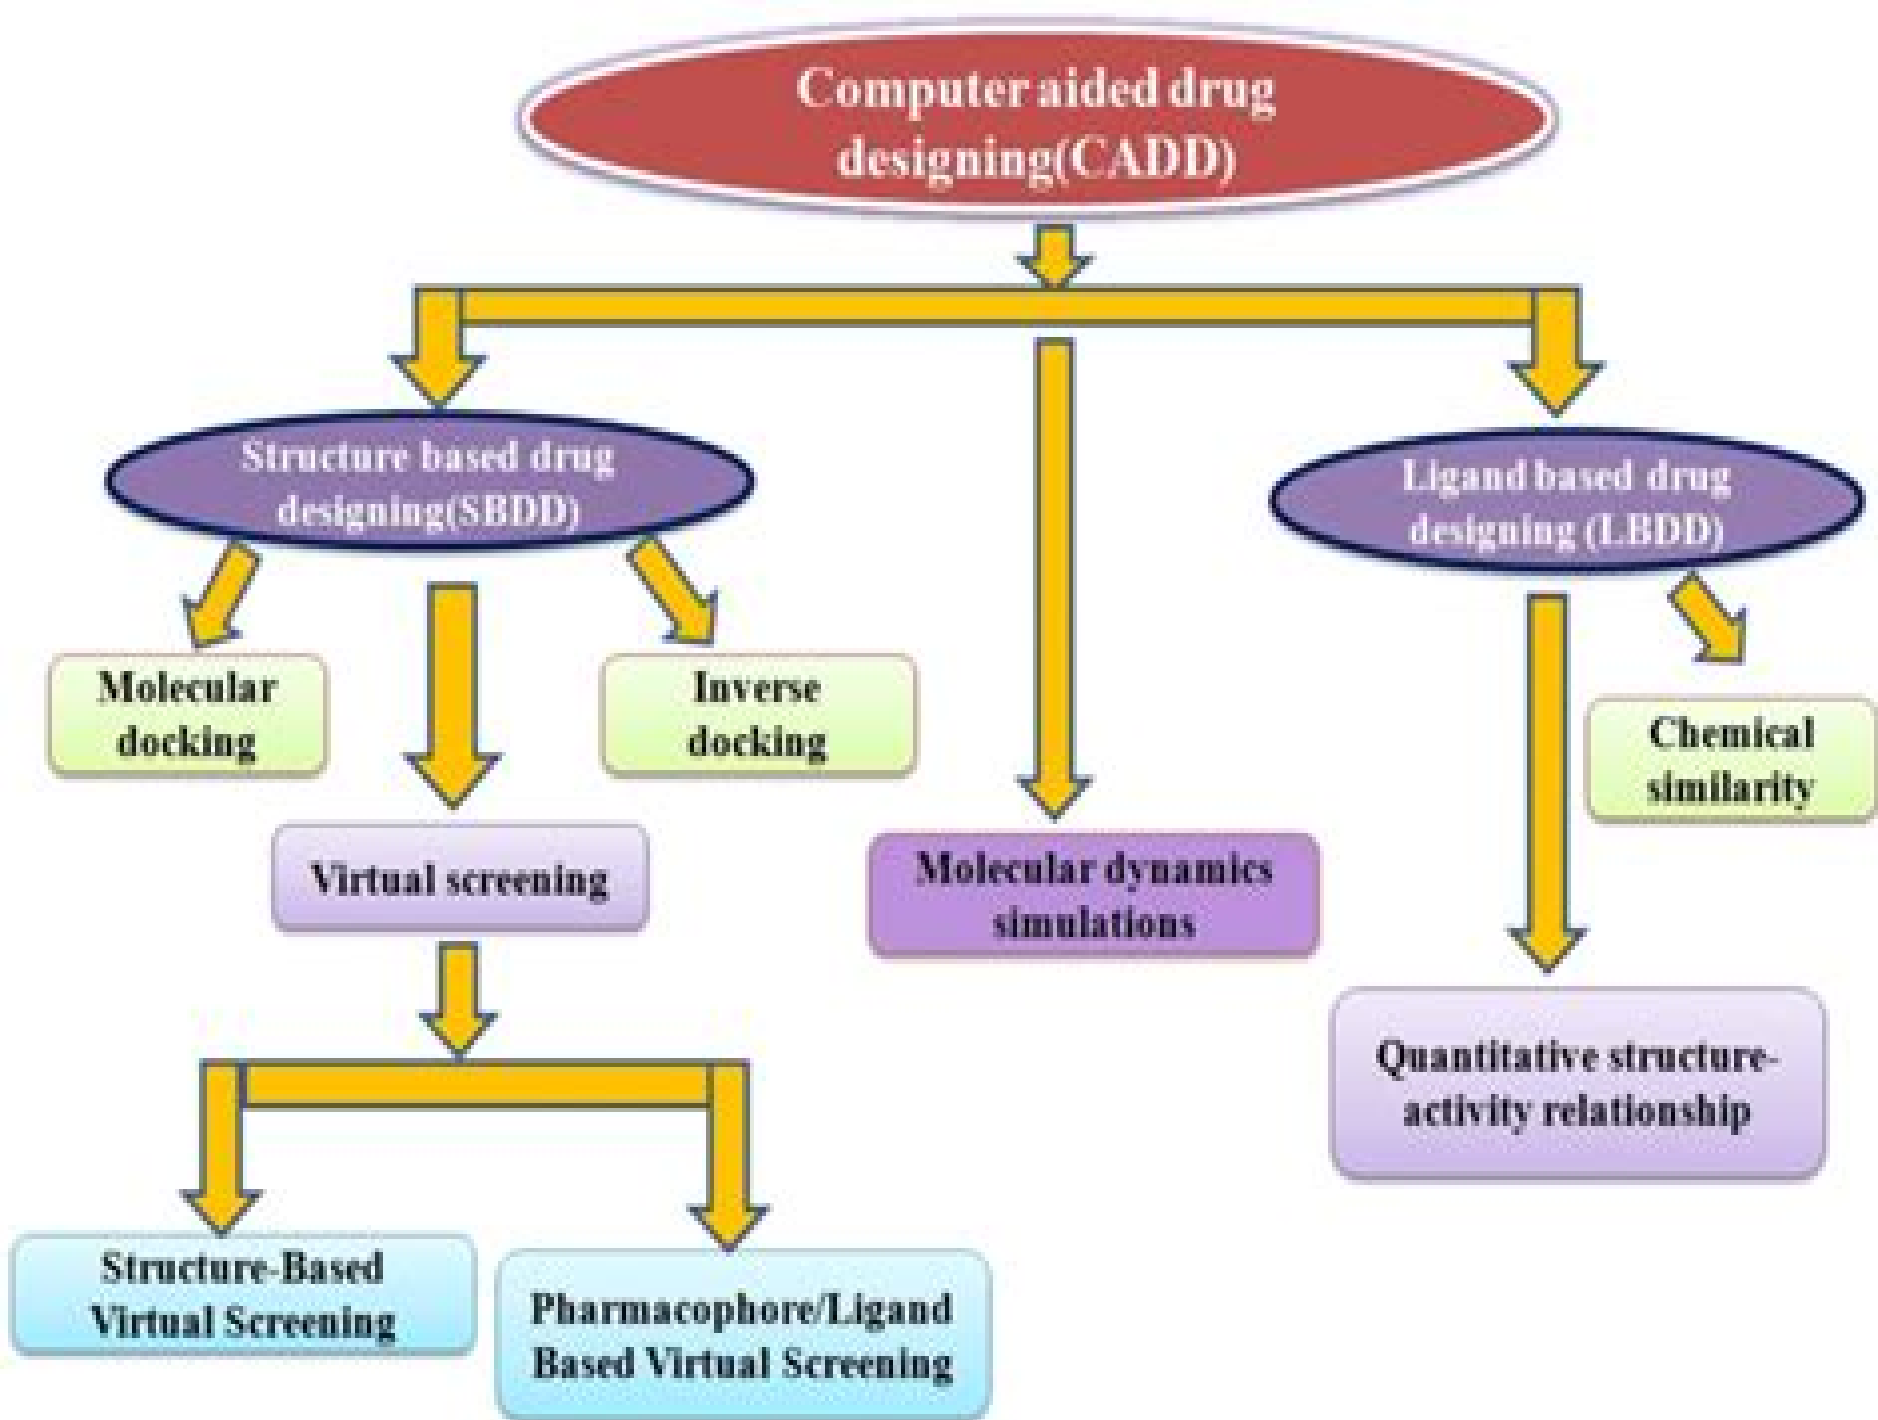 Computer aided drug
designing(CADD)
Structure based drug
designing(SBDD)
Ligand based drug
designing (LBDD)
Molecular
docking
Inverse
docking
Chemical
similarity
Virtual screening
Molecular dynamics
simulations
Quantitative structure-
activity relationship
Structure-Based
Virtual Screening
Pharmacophore/Ligand
Based Virtual Screening